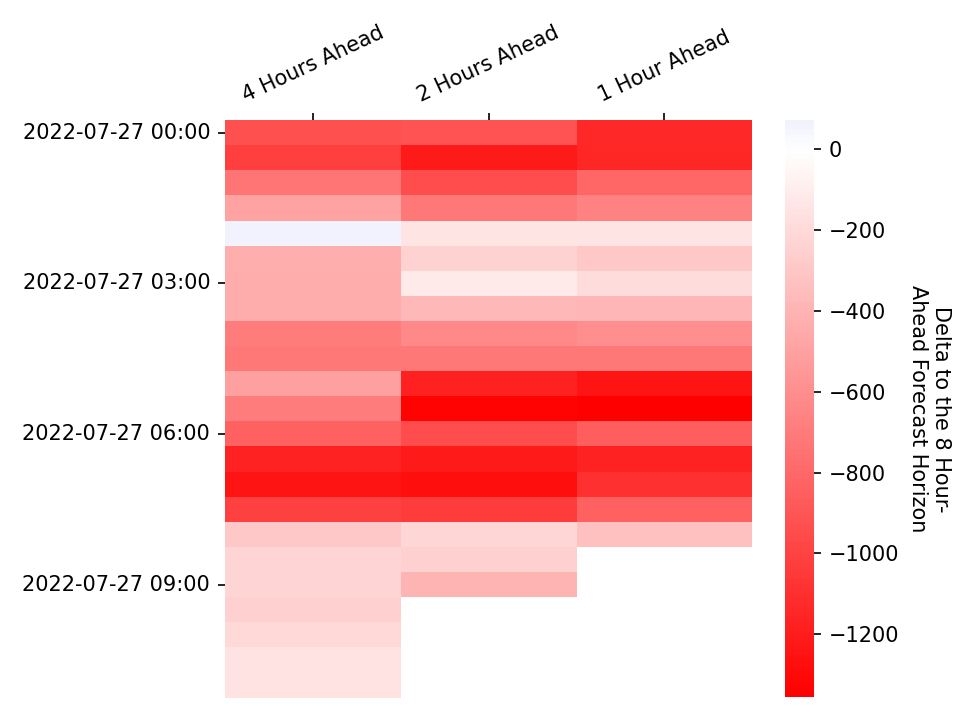 4 Hours Ahead
2 Hours Ahead
1 Hour Ahead
2022-07-27 00:00
2022-07-27 03:00
2022-07-27 06:00
2022-07-27 09:00
0
−200
−400
−600
−800
−1000
−1200
Delta to the 8 Hour-
Ahead Forecast Horizon